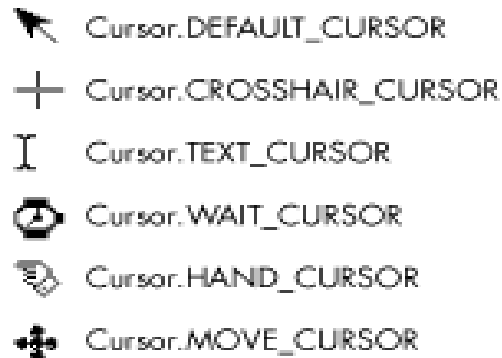 Cursor.DEFAULT_CURSOR
Cursor.CROSSHAIR_CURSOR
Cursor.TEXT_CURSOR
Cursor.WAIT_CURSOR
Cursor.HAND_CURSOR
Cursor.MOVE_CURSOR